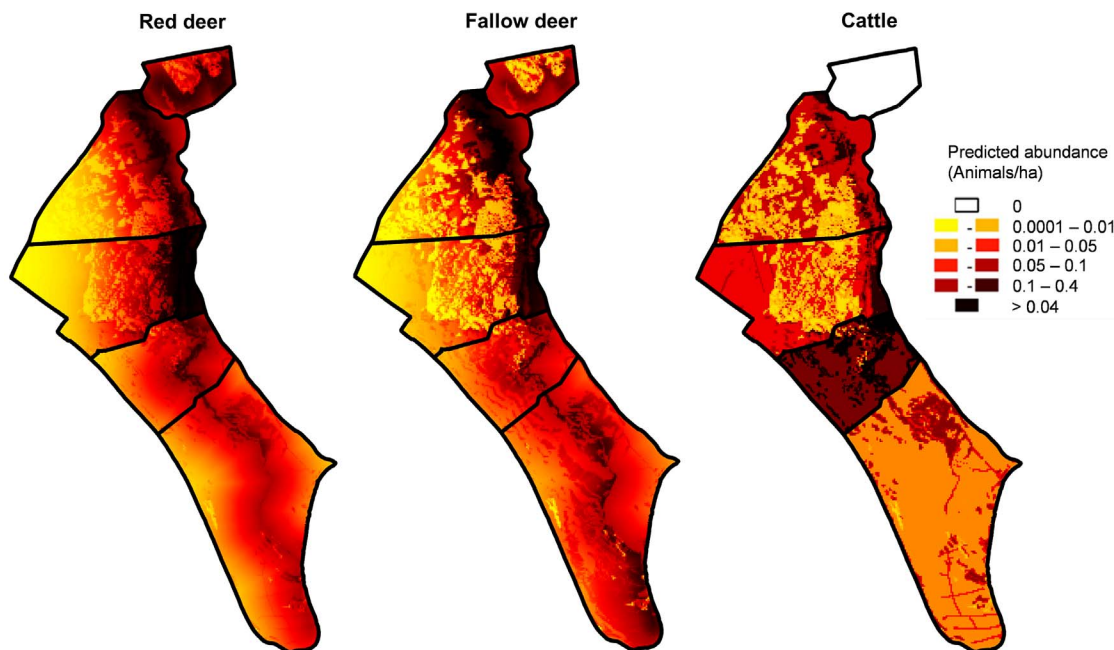 Red deer
Fallow deer
Cattle
Predicted abundance
(Animals/ha)
0
- 0.0001 – 0.01
- 0.01 – 0.05
- 0.05 - 0.1
- 0.1 – 0.4
> 0.04